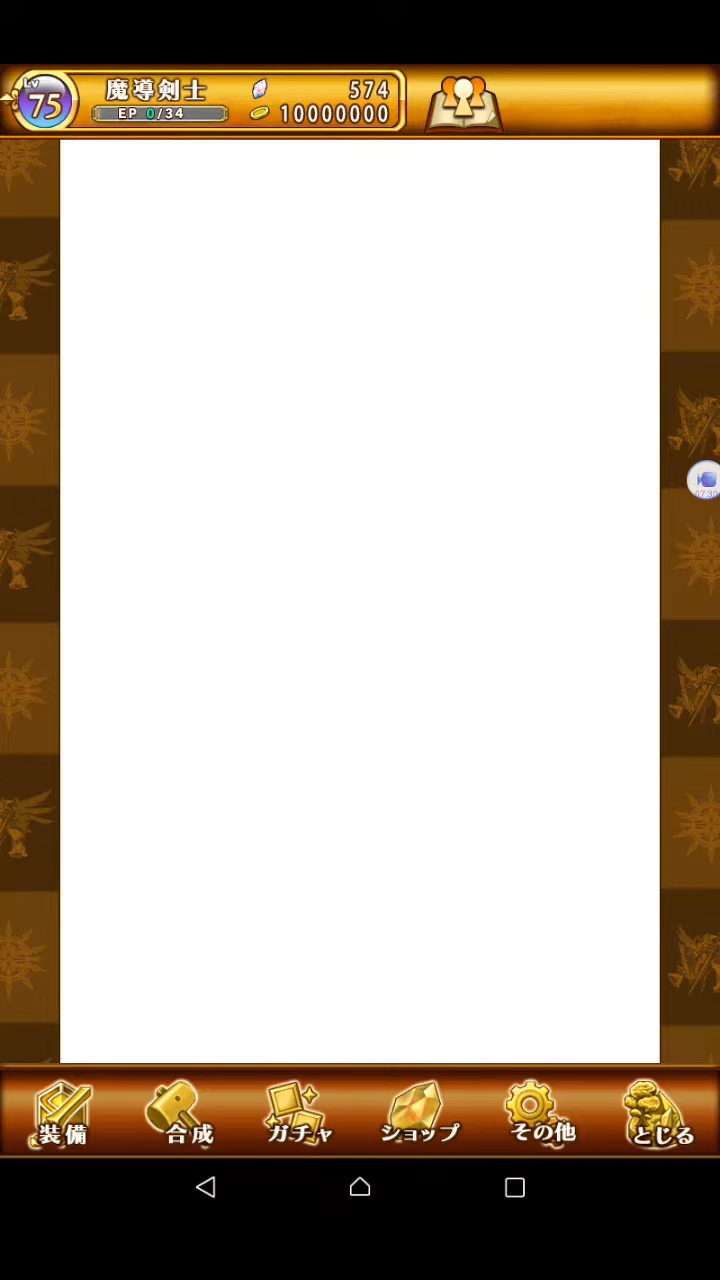 Lv
75
魔導剣士
574
EP 0/34
10000000
装備
合成
ガチャ
ショップ
その他
とじる